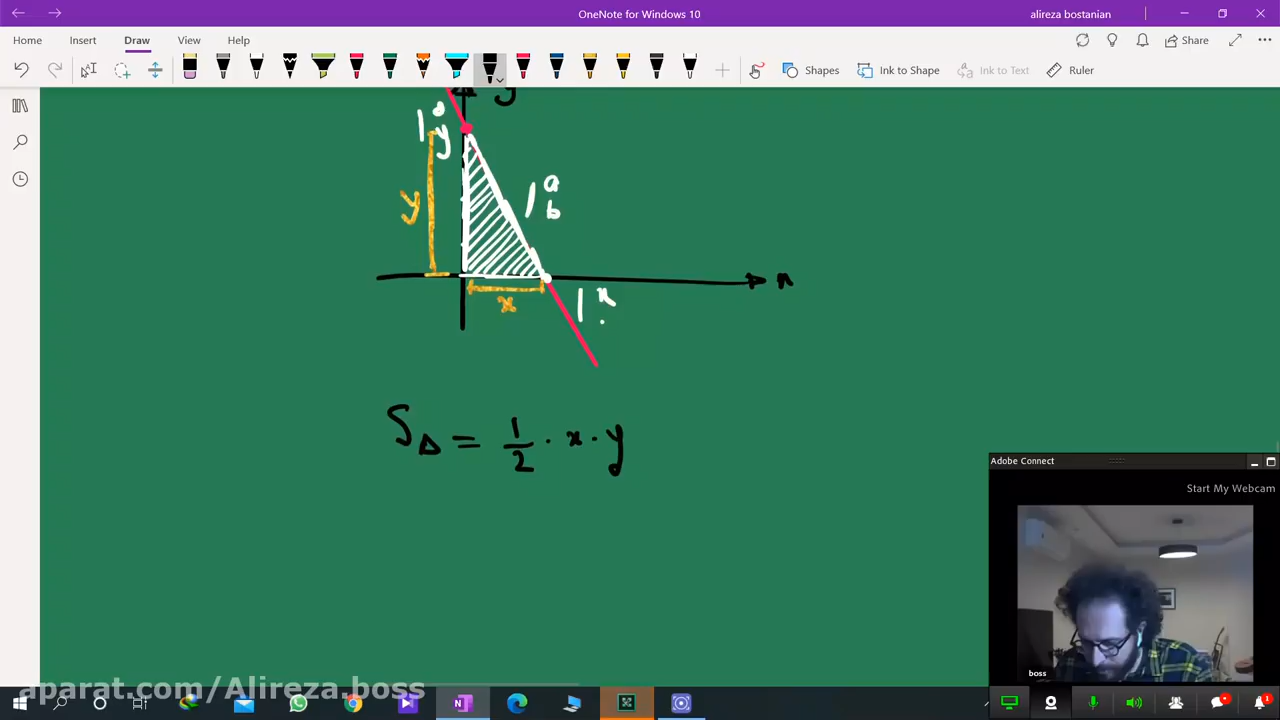 OneNote for Windows 10
alireza bostanian
Home Insert Draw View Help
Share
Shapes Ink to Shape Ink to Text Ruler
y
0
y
y
a
b
x
x
x
S△ = 1/2 · x · y
Adobe Connect
Start My Webcam
boss
aparat.com/Alireza.boss